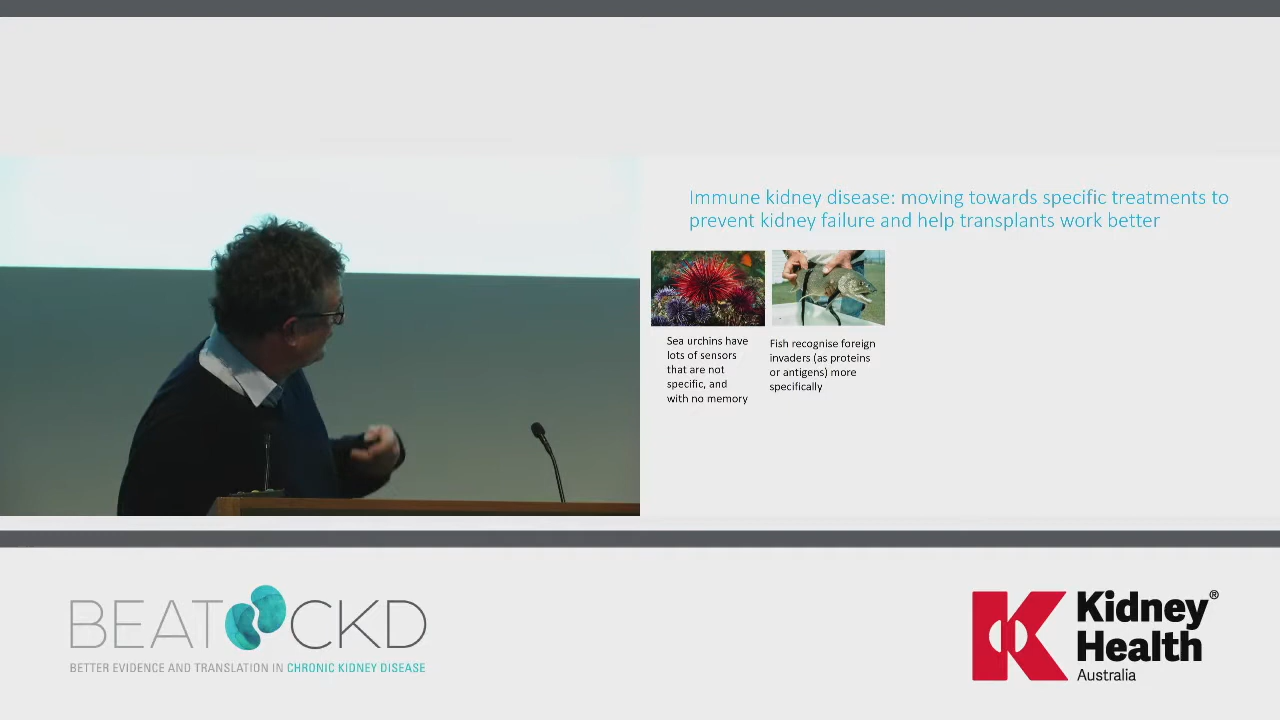 Immune kidney disease: moving towards specific treatments to
prevent kidney failure and help transplants work better
Sea urchins have
lots of sensors
that are not
specific, and
with no memory
Fish recognise foreign
invaders (as proteins
or antigens) more
specifically
BEAT CKD
BETTER EVIDENCE AND TRANSLATION IN CHRONIC KIDNEY DISEASE
Kidney®
Health
Australia